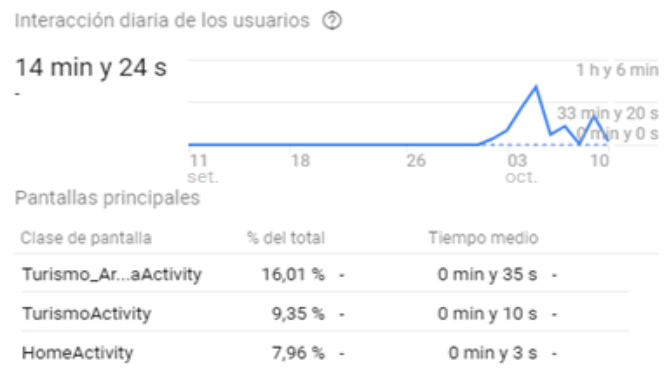 Interacción diaria de los usuarios ?
14 min y 24 s
-
1 h y 6 min
33 min y 20 s
0 min y 0 s
11 18 26 03 10
set. oct.
Pantallas principales
Clase de pantalla % del total Tiempo medio
Turismo_Ar...aActivity 16,01 % - 0 min y 35 s -
TurismoActivity 9,35 % - 0 min y 10 s -
HomeActivity 7,96 % - 0 min y 3 s -